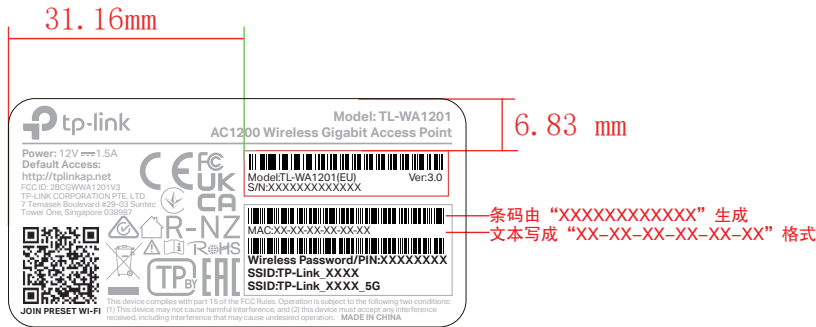 31.16mm
6.83 mm
tp-link
Model: TL-WA1201
AC1200 Wireless Gigabit Access Point
Power: 12V 1.5A
Default Access:
http://tplinkap.net
FCC ID: 2BCGWWA1201V3
TP-LINK CORPORATION PTE. LTD.
7 Temasek Boulevard #29-03 Suntec
Tower One, Singapore 038987
CE
FC
UK
CA
R-NZ
RoHS
TP
BY
EAC
JOIN PRESET WI-FI
Model:TL-WA1201(EU) Ver:3.0
S/N:XXXXXXXXXXXXX
MAC:XX-XX-XX-XX-XX-XX
Wireless Password/PIN:XXXXXXXX
SSID:TP-Link_XXXX
SSID:TP-Link_XXXX_5G
条码由“XXXXXXXXXXXX”生成
文本写成“XX-XX-XX-XX-XX-XX”格式
This device complies with part 15 of the FCC Rules. Operation is subject to the following two conditions:
(1) This device may not cause harmful interference, and (2) this device must accept any interference
received, including interference that may cause undesired operation. MADE IN CHINA